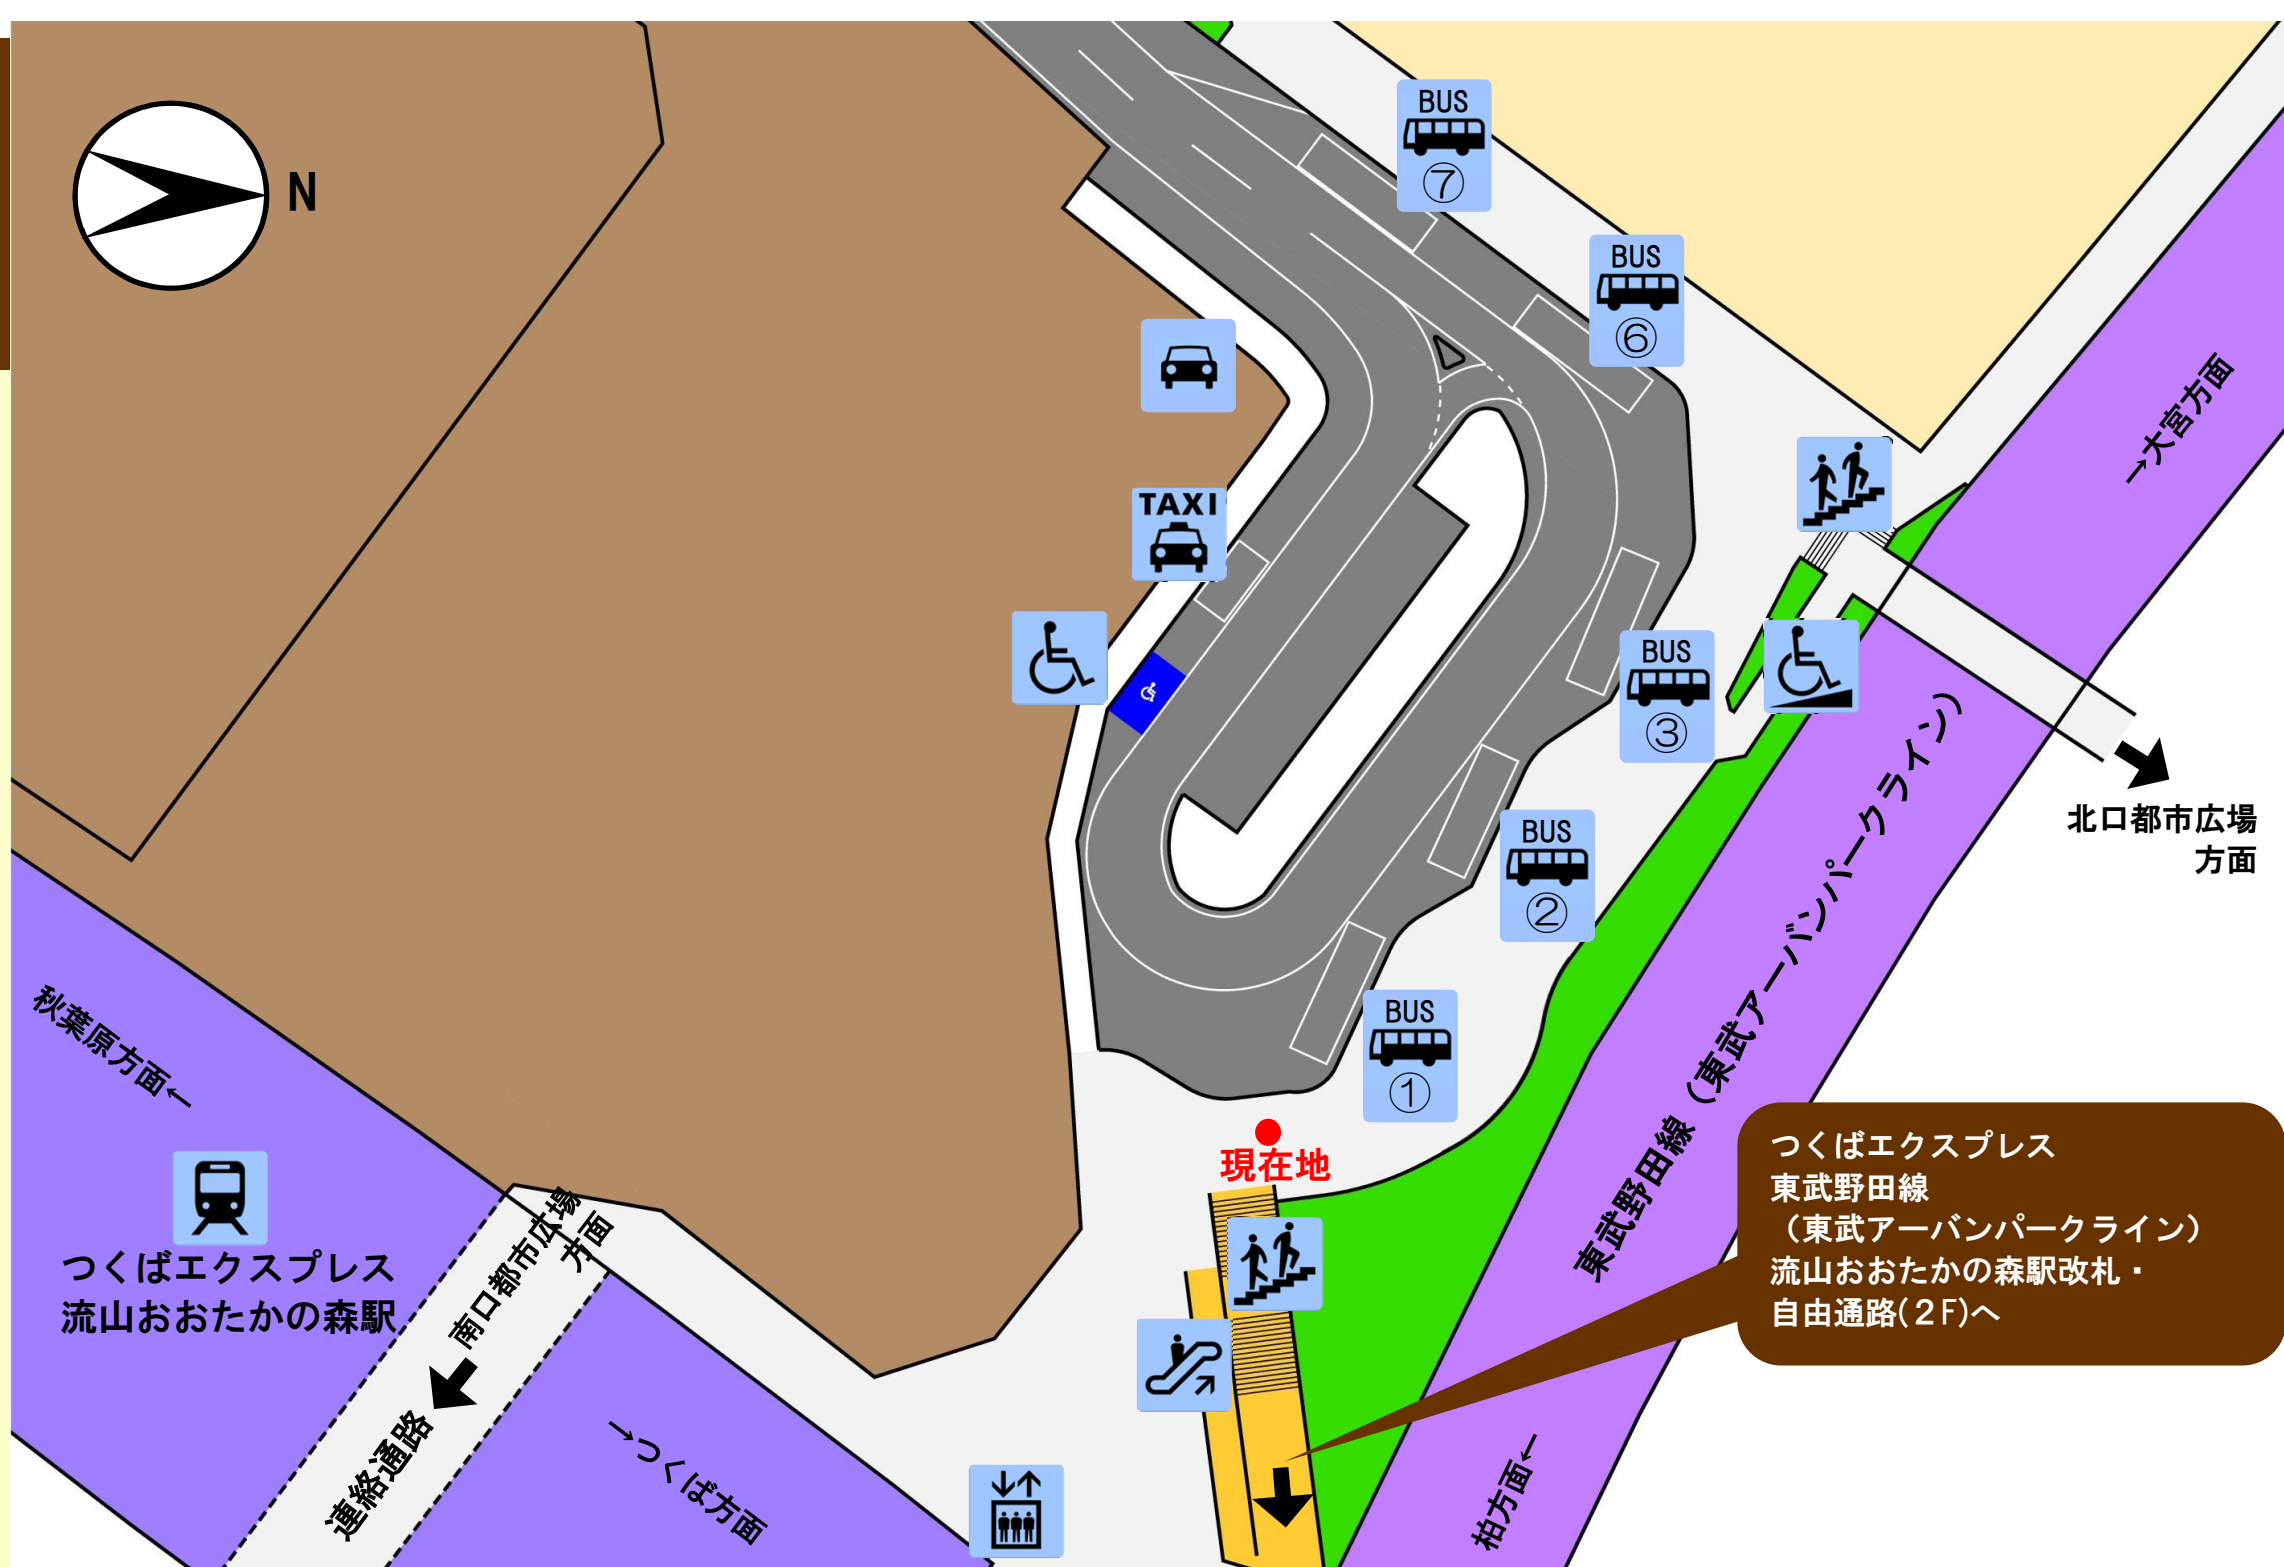 N
BUS
⑦
BUS
⑥
TAXI
→大宮方面
BUS
③
BUS
②
北口都市広場
方面
BUS
①
現在地
東武野田線（東武アーバンパークライン）
秋葉原方面←
つくばエクスプレス
流山おおたかの森駅
南口都市広場
方面
連絡通路
→つくば方面
柏方面←
つくばエクスプレス
東武野田線
（東武アーバンパークライン）
流山おおたかの森駅改札・
自由通路(２F)へ